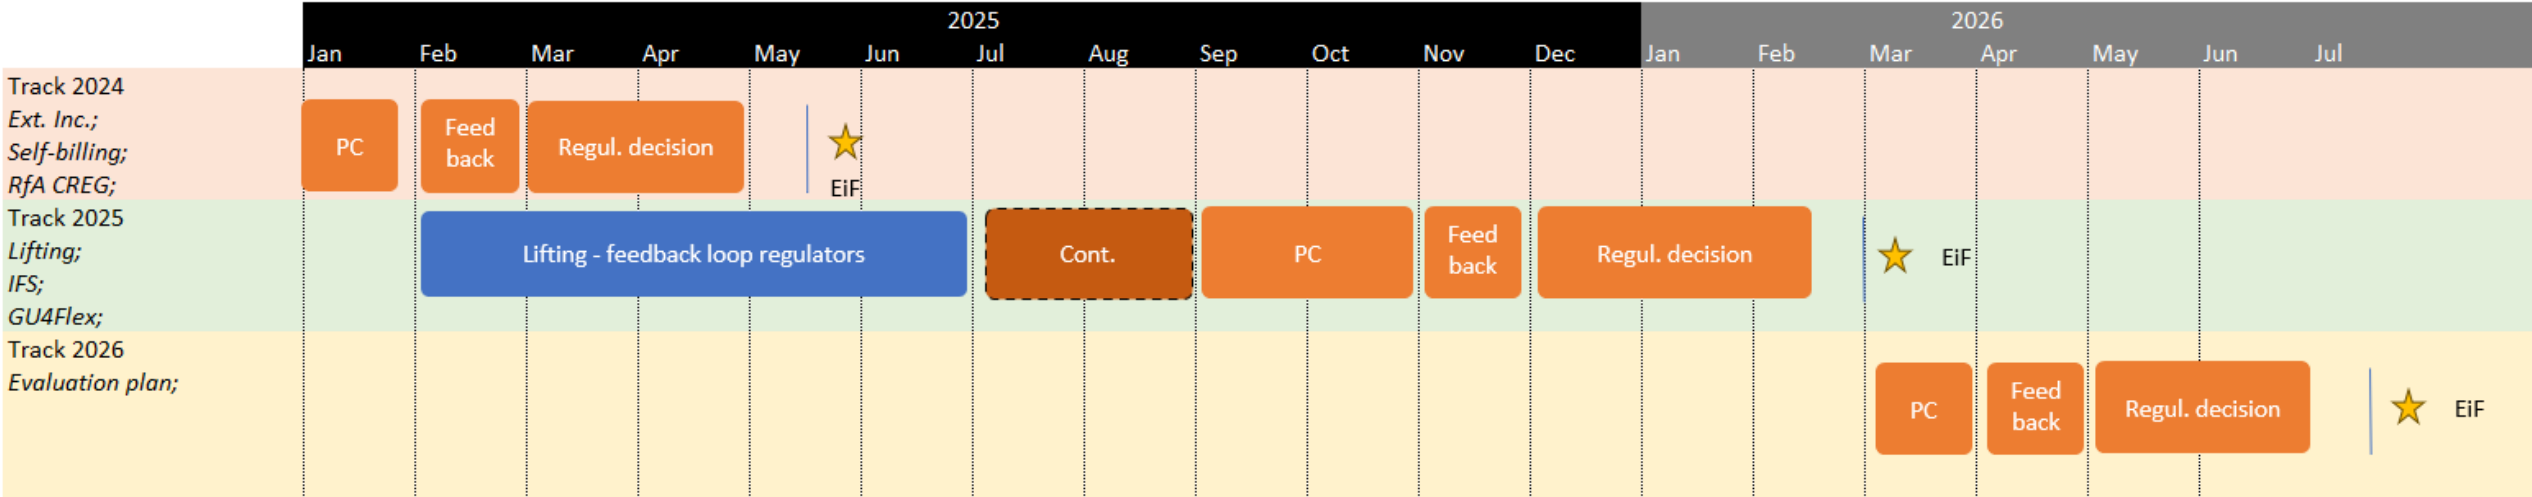 2025
2026
Jan Feb Mar Apr May Jun Jul Aug Sep Oct Nov Dec Jan Feb Mar Apr May Jun Jul
Track 2024
Ext. Inc.;
Self-billing;
RfA CREG;
PC
Feed
back
Regul. decision
EiF
Track 2025
Lifting;
IFS;
GU4Flex;
Lifting - feedback loop regulators
Cont.
PC
Feed
back
Regul. decision
EiF
Track 2026
Evaluation plan;
PC
Feed
back
Regul. decision
EiF